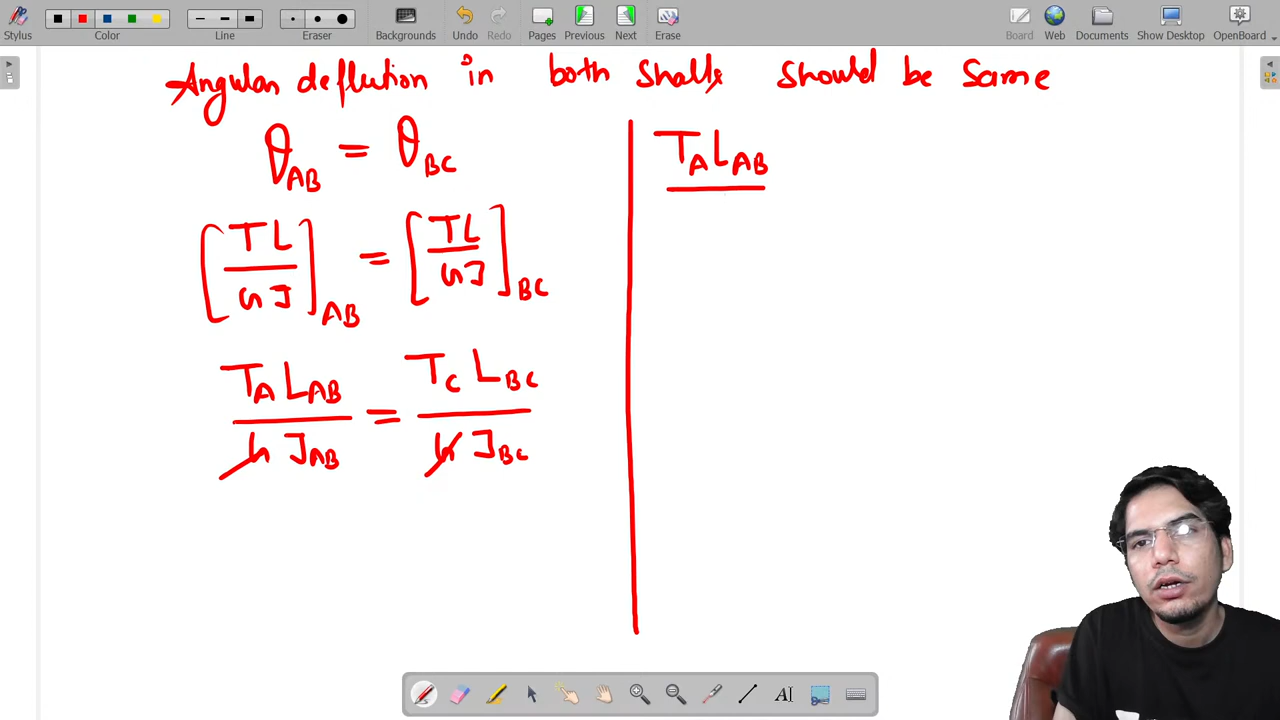 Stylus
Color
Line
Eraser
Backgrounds
Undo
Redo
Pages
Previous
Next
Erase
Board
Web
Documents
Show Desktop
OpenBoard
Angular deflution in both shafts should be same
θAB = θBC
[TL/GJ]AB = [TL/GJ]BC
TA LAB / G JAB = TC LBC / G JBC
TA LAB
AI